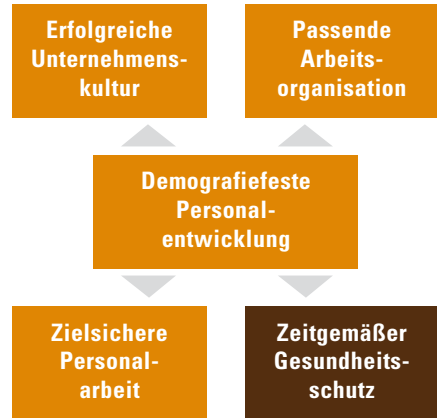 Erfolgreiche
Unternehmens-
kultur
Passende
Arbeits-
organisation
Demografiefeste
Personal-
entwicklung
Zielsichere
Personal-
arbeit
Zeitgemäßer
Gesundheits-
schutz